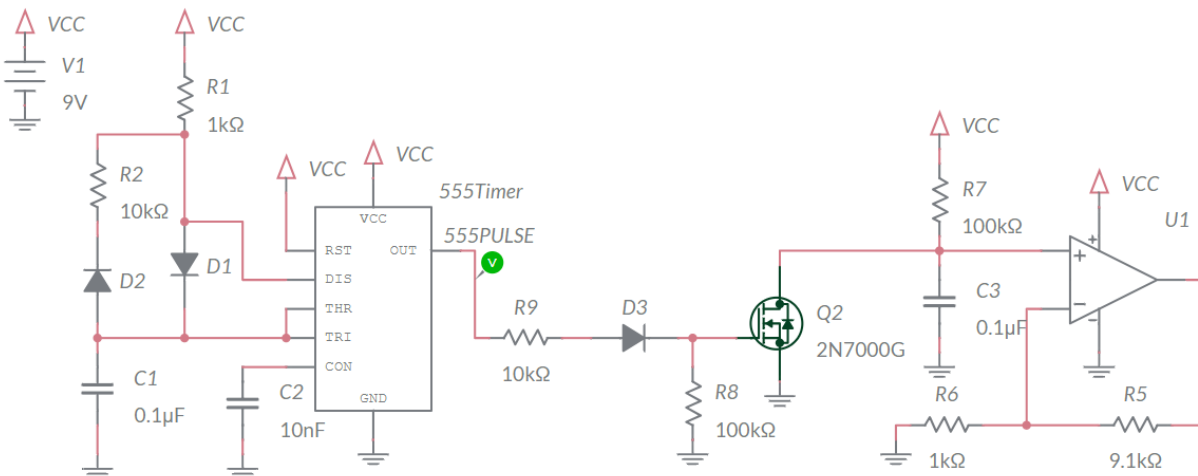 VCC
V1
9V
VCC
R1
1kΩ
R2
10kΩ
D2
D1
C1
0.1µF
C2
10nF
VCC
VCC
555Timer
555PULSE
V
VCC
RST
OUT
DIS
THR
TRI
CON
GND
R9
10kΩ
D3
R8
100kΩ
Q2
2N7000G
VCC
R7
100kΩ
C3
0.1µF
VCC
U1
+
+
−
−
R6
1kΩ
R5
9.1kΩ